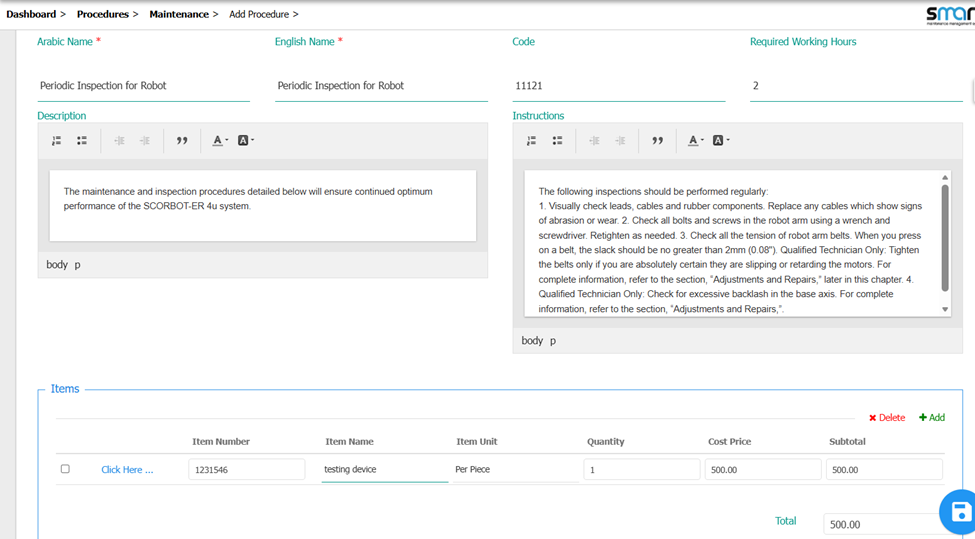 Dashboard > Procedures > Maintenance > Add Procedure >
smar
Arabic Name * English Name * Code Required Working Hours
Periodic Inspection for Robot Periodic Inspection for Robot 11121 2
Description
body p
The maintenance and inspection procedures detailed below will ensure continued optimum
performance of the SCORBOT-ER 4u system.
Instructions
The following inspections should be performed regularly:
1. Visually check leads, cables and rubber components. Replace any cables which show signs
of abrasion or wear. 2. Check all bolts and screws in the robot arm using a wrench and
screwdriver. Retighten as needed. 3. Check all the tension of robot arm belts. When you press
on a belt, the slack should be no greater than 2mm (0.08"). Qualified Technician Only: Tighten
the belts only if you are absolutely certain they are slipping or retarding the motors. For
complete information, refer to the section, "Adjustments and Repairs," later in this chapter. 4.
Qualified Technician Only: Check for excessive backlash in the base axis. For complete
information, refer to the section, "Adjustments and Repairs,".
body p
Items
Delete Add
Item Number Item Name Item Unit Quantity Cost Price Subtotal
Click Here ... 1231546 testing device Per Piece 1 500.00 500.00
Total 500.00